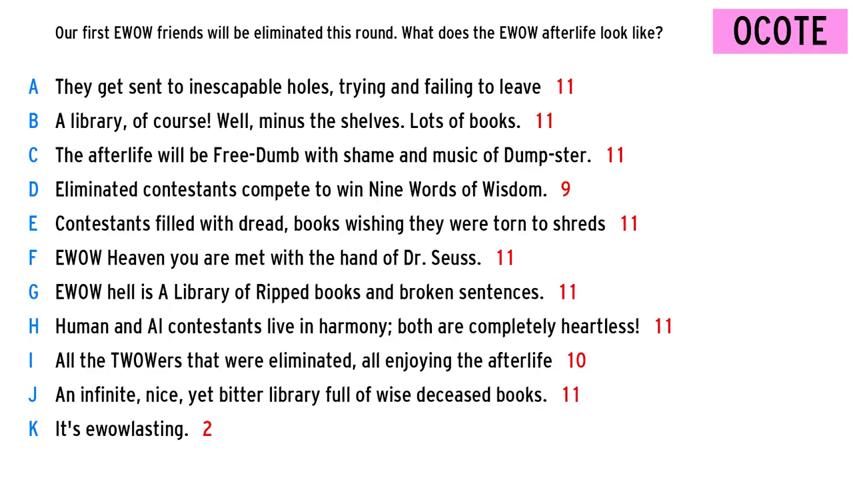 Our first EWOW friends will be eliminated this round. What does the EWOW afterlife look like?
OCOTE
A They get sent to inescapable holes, trying and failing to leave 11
B A library, of course! Well, minus the shelves. Lots of books. 11
C The afterlife will be Free-Dumb with shame and music of Dump-ster. 11
D Eliminated contestants compete to win Nine Words of Wisdom. 9
E Contestants filled with dread, books wishing they were torn to shreds 11
F EWOW Heaven you are met with the hand of Dr. Seuss. 11
G EWOW hell is A Library of Ripped books and broken sentences. 11
H Human and AI contestants live in harmony; both are completely heartless! 11
I All the TWOWers that were eliminated, all enjoying the afterlife 10
J An infinite, nice, yet bitter library full of wise deceased books. 11
K It's ewowlasting. 2